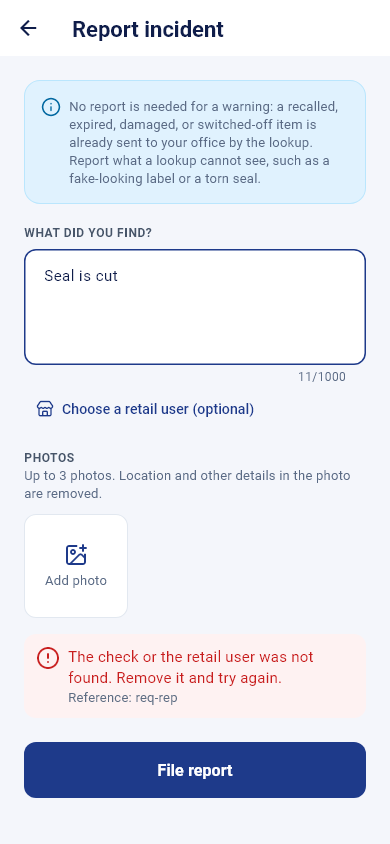 Report incident
No report is needed for a warning: a recalled,
expired, damaged, or switched-off item is
already sent to your office by the lookup.
Report what a lookup cannot see, such as a
fake-looking label or a torn seal.
WHAT DID YOU FIND?
Seal is cut
11/1000
Choose a retail user (optional)
PHOTOS
Up to 3 photos. Location and other details in the photo
are removed.
Add photo
The check or the retail user was not
found. Remove it and try again.
Reference: req-rep
File report